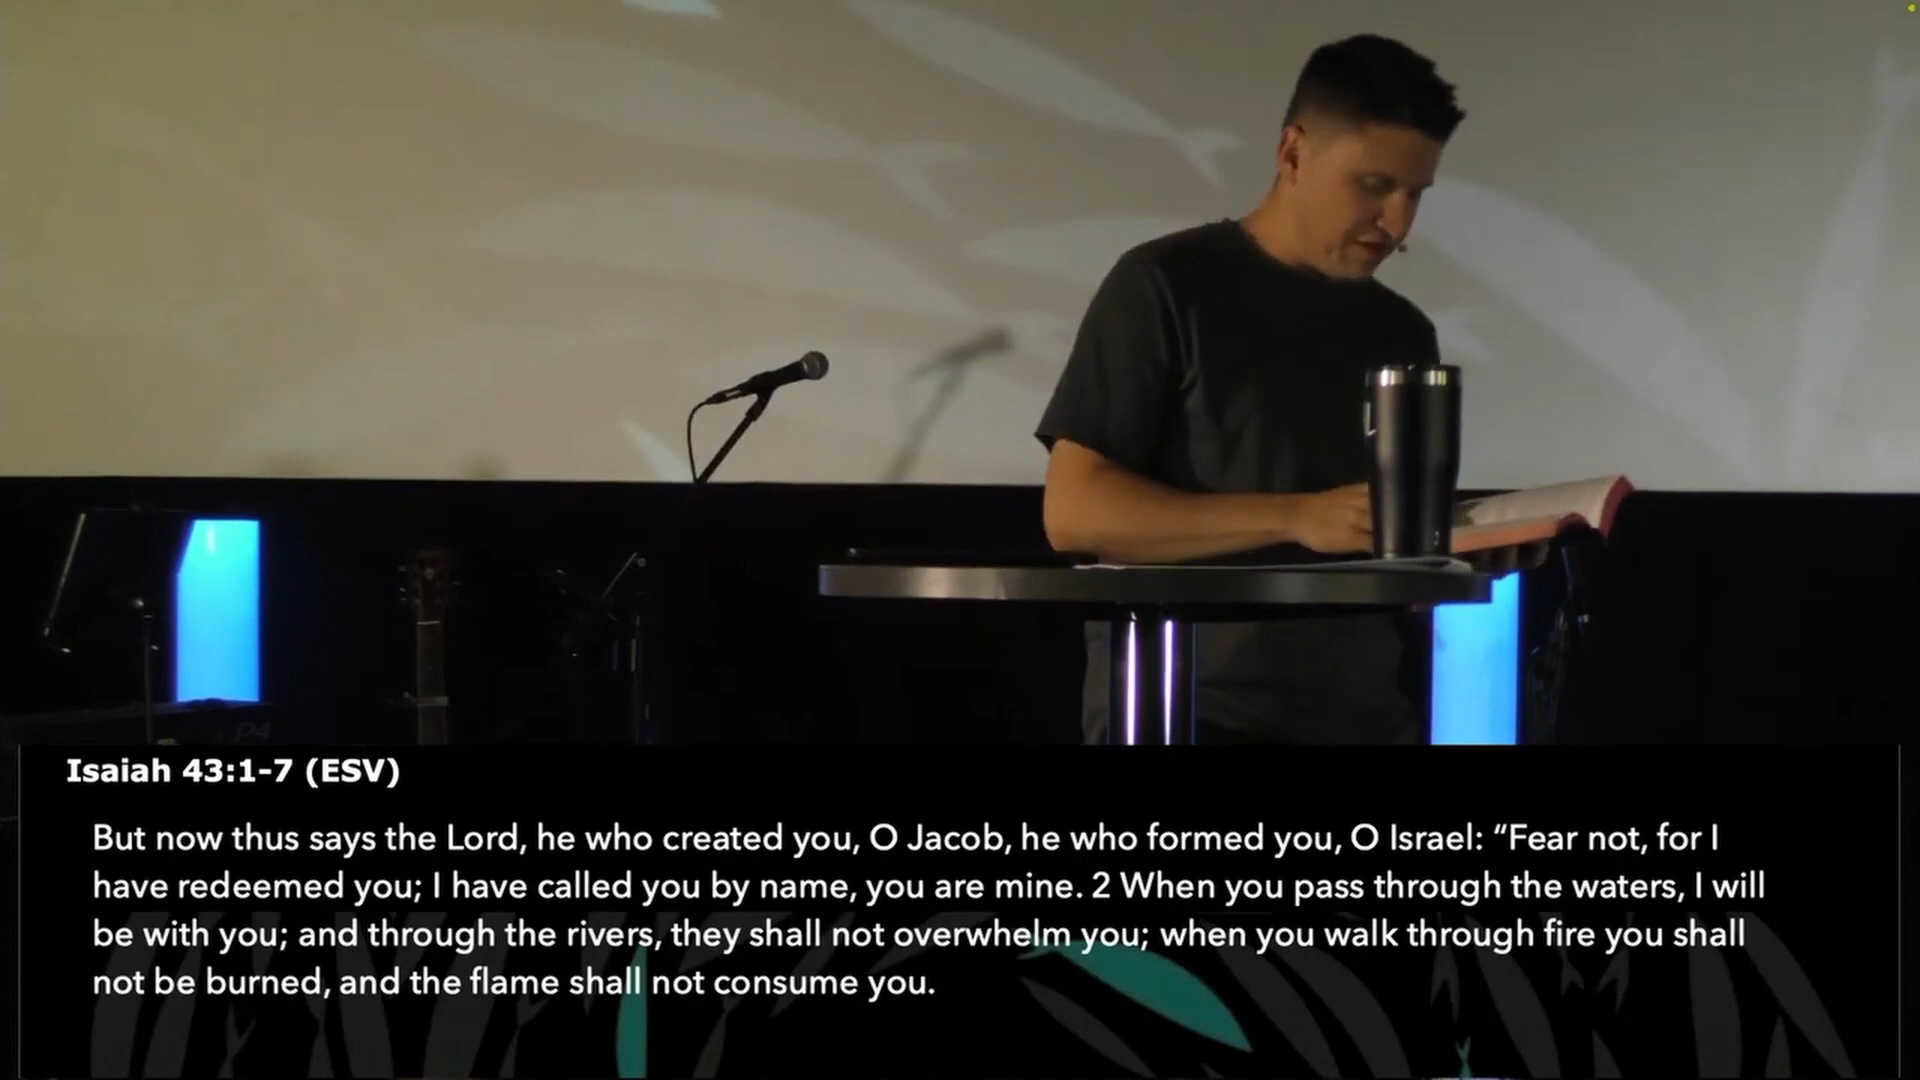 P4
Isaiah 43:1-7 (ESV)
But now thus says the Lord, he who created you, O Jacob, he who formed you, O Israel: “Fear not, for I
have redeemed you; I have called you by name, you are mine. 2 When you pass through the waters, I will
be with you; and through the rivers, they shall not overwhelm you; when you walk through fire you shall
not be burned, and the flame shall not consume you.